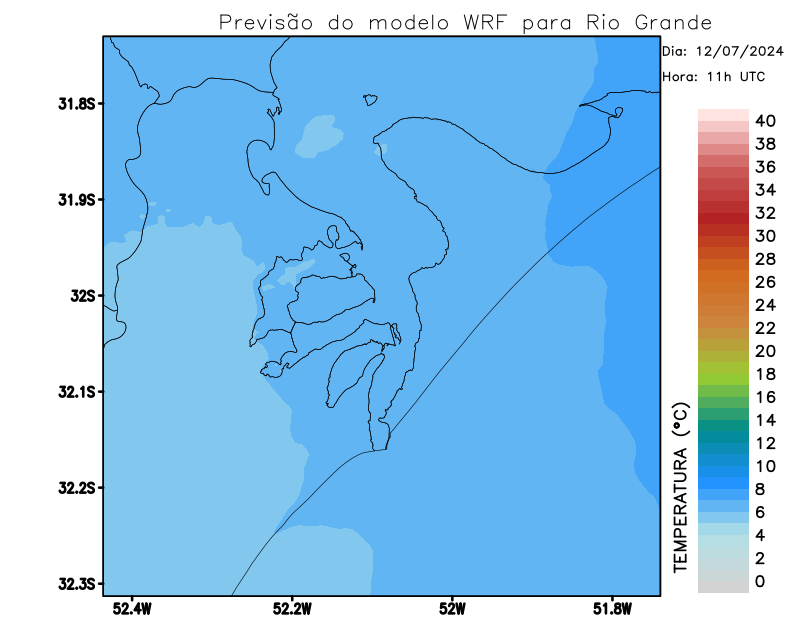 Previsão do modelo WRF para Rio Grande
Dia: 12/07/2024
Hora: 11h UTC
31.8S
31.9S
32S
32.1S
32.2S
32.3S
52.4W
52.2W
52W
51.8W
TEMPERATURA (°C)
40
38
36
34
32
30
28
26
24
22
20
18
16
14
12
10
8
6
4
2
0